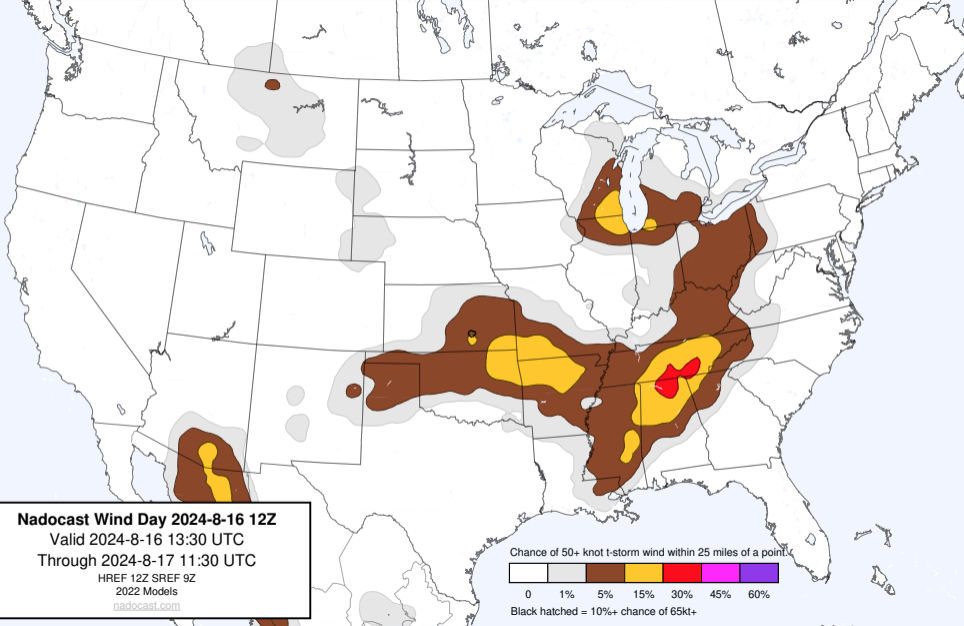 Nadocast Wind Day 2024-8-16 12Z
Valid 2024-8-16 13:30 UTC
Through 2024-8-17 11:30 UTC
HREF 12Z SREF 9Z
2022 Models
nadocast.com
Chance of 50+ knot t-storm wind within 25 miles of a point.
0 1% 5% 15% 30% 45% 60%
Black hatched = 10%+ chance of 65kt+